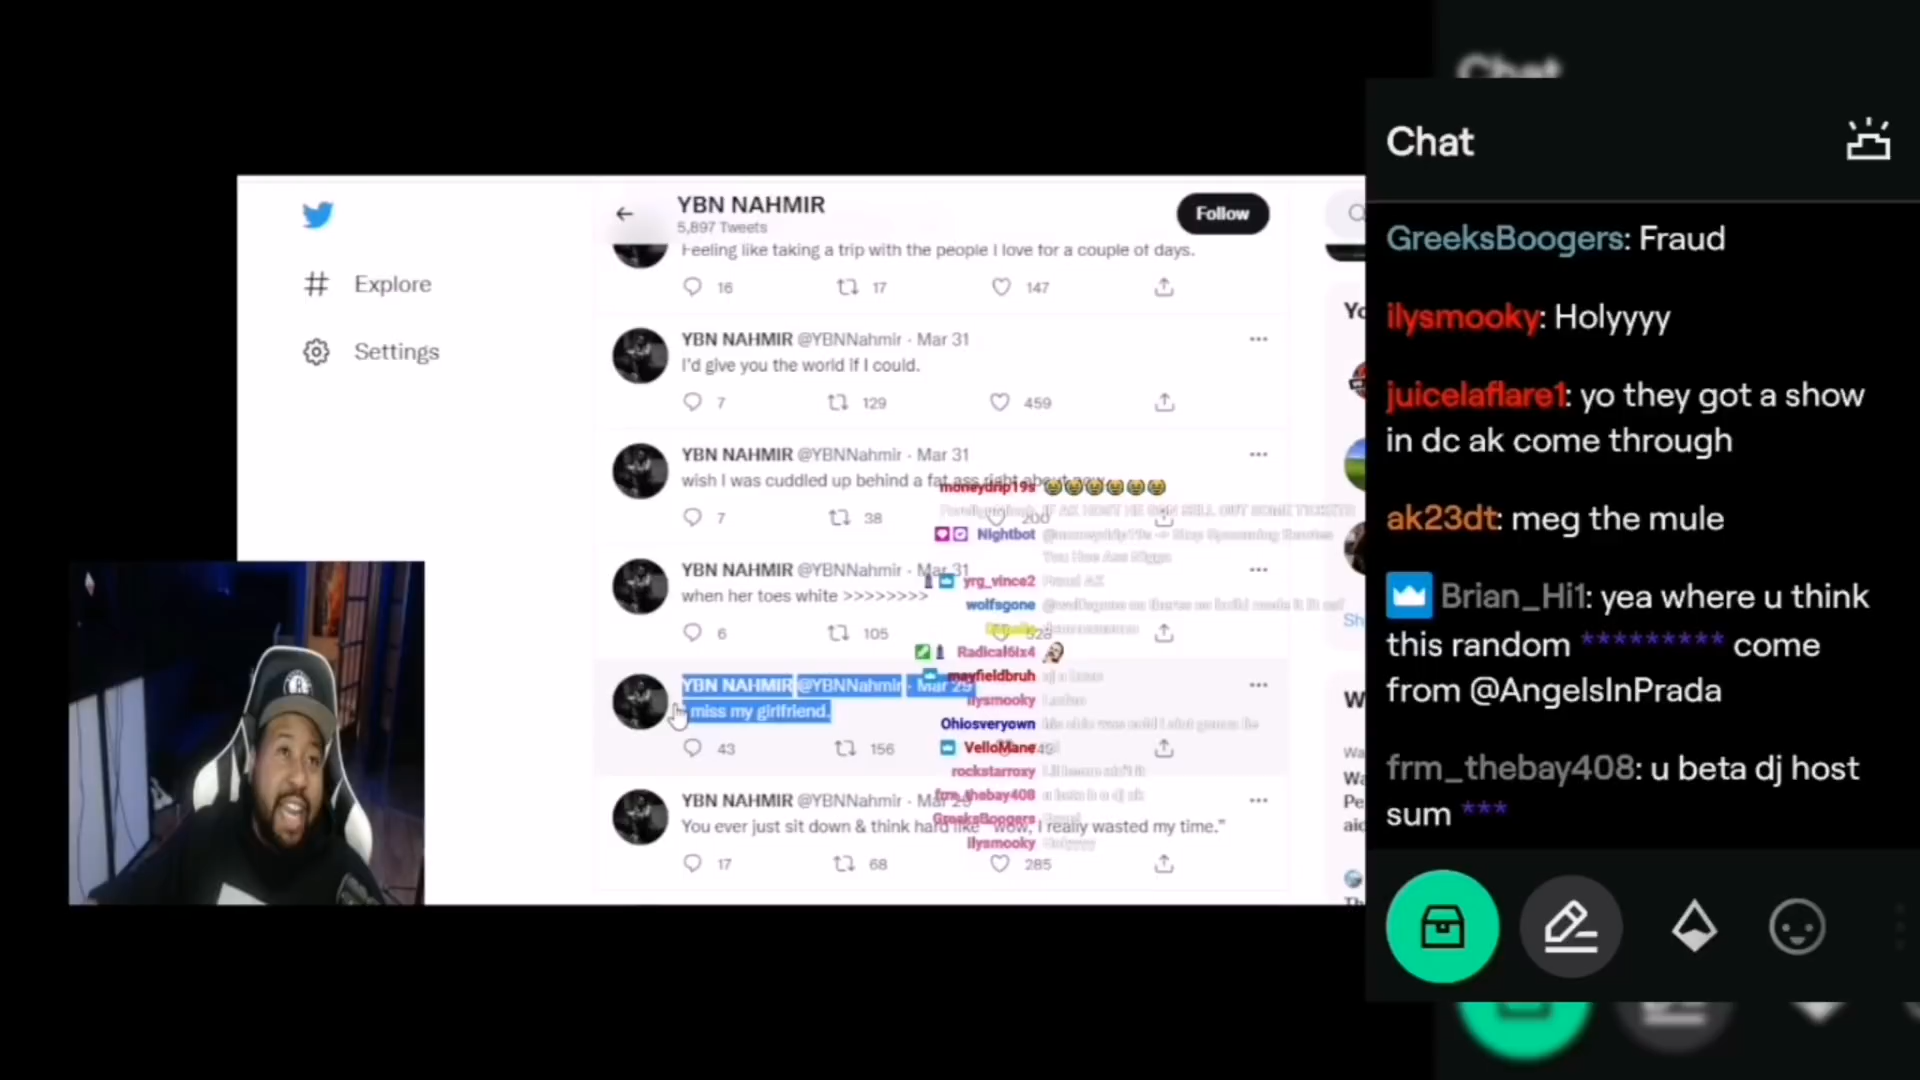 Chat
YBN NAHMIR
5,897 Tweets
Follow
Explore
Settings
Feeling like taking a trip with the people I love for a couple of days.
16 17 147
YBN NAHMIR @YBNNahmir · Mar 31
I'd give you the world if I could.
7 129 459
YBN NAHMIR @YBNNahmir · Mar 31
wish I was cuddled up behind a fat ass right about now
7 38 200
YBN NAHMIR @YBNNahmir · Mar 31
when her toes white >>>>>>>>
6 105
YBN NAHMIR @YBNNahmir · Mar 29
miss my girlfriend.
43 156
YBN NAHMIR @YBNNahmir
You ever just sit down & think hard like "wow, I really wasted my time."
17 68 285
moneydrip19s
Nightbot
yrg_vince2
wolfsgone
Radical6ix4
mayfieldbruh
ilysmooky
Ohiosveryown
VelloMane
rockstarroxy
frm_thebay408
GreeksBoogers
ilysmooky
Chat
GreeksBoogers: Fraud
ilysmooky: Holyyyy
juicelaflare1: yo they got a show
in dc ak come through
ak23dt: meg the mule
Brian_Hi1: yea where u think
this random ********* come
from @AngelsInPrada
frm_thebay408: u beta dj host
sum ***